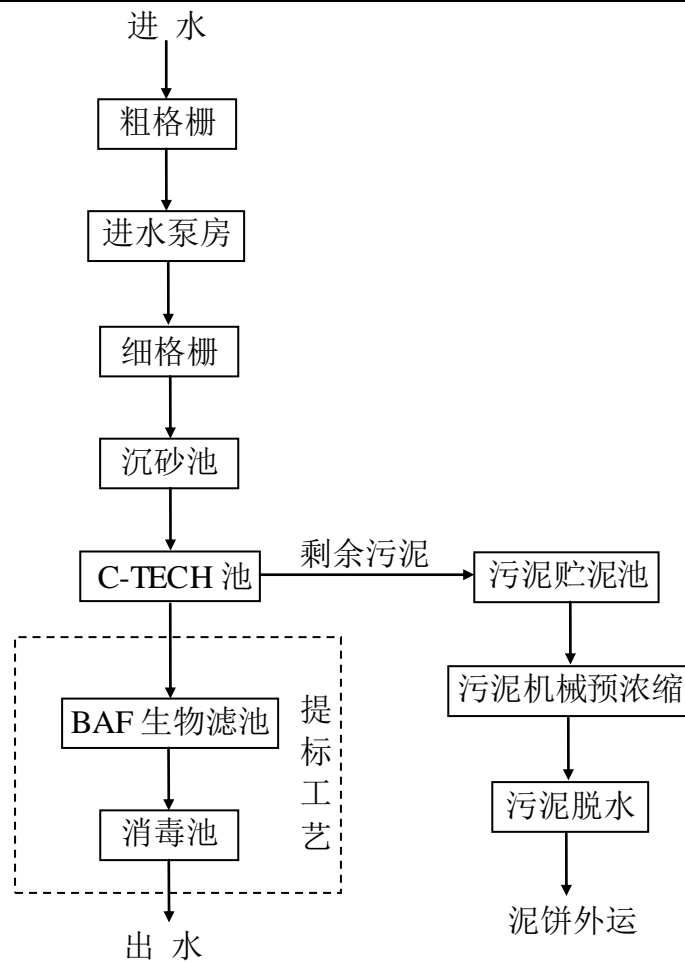 进 水
粗格栅
进水泵房
细格栅
沉砂池
C-TECH 池
剩余污泥
污泥贮泥池
污泥机械预浓缩
污泥脱水
泥饼外运
BAF 生物滤池
消毒池
提
标
工
艺
出 水